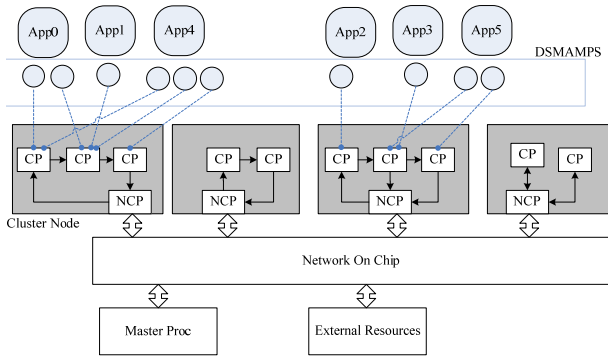 App0 App1 App4 App2 App3 App5
DSMAMPS
CP CP CP CP CP CP CP CP CP CP
NCP NCP NCP NCP
Cluster Node
Network On Chip
Master Proc External Resources